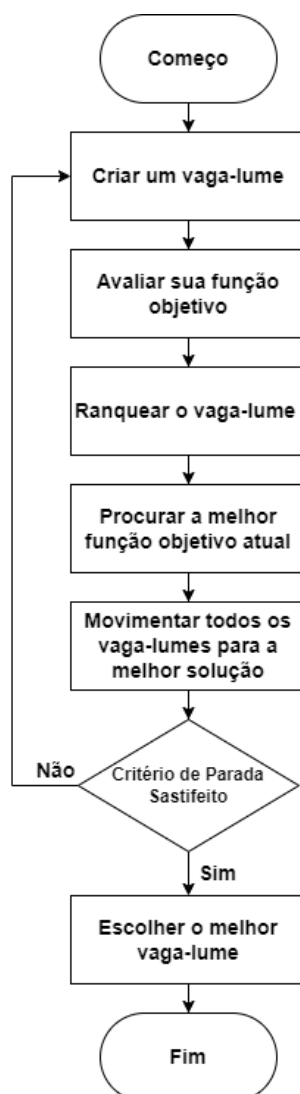 Começo
Criar um vaga-lume
Avaliar sua função
objetivo
Ranquear o vaga-lume
Procurar a melhor
função objetivo atual
Movimentar todos os
vaga-lumes para a
melhor solução
Critério de Parada
Sastifeito
Não
Sim
Escolher o melhor
vaga-lume
Fim